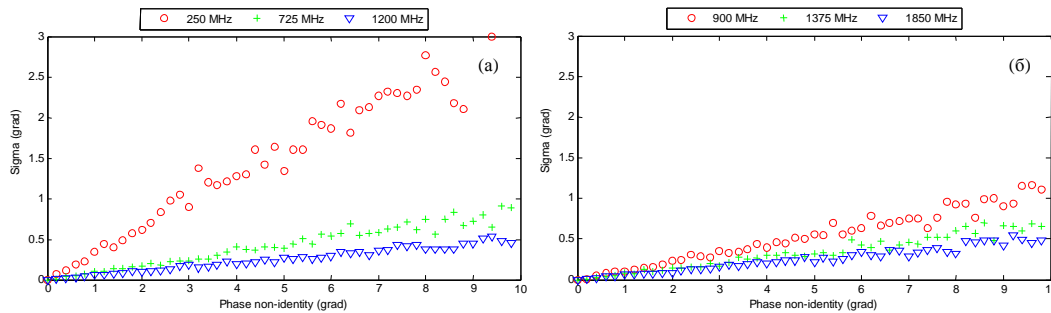 250 MHz 725 MHz 1200 MHz
(а)
3
2.5
2
1.5
1
0.5
0
Sigma (grad)
0 1 2 3 4 5 6 7 8 9 10
Phase non-identity (grad)
900 MHz 1375 MHz 1850 MHz
(б)
3
2.5
2
1.5
1
0.5
0
Sigma (grad)
0 1 2 3 4 5 6 7 8 9
Phase non-identity (grad)